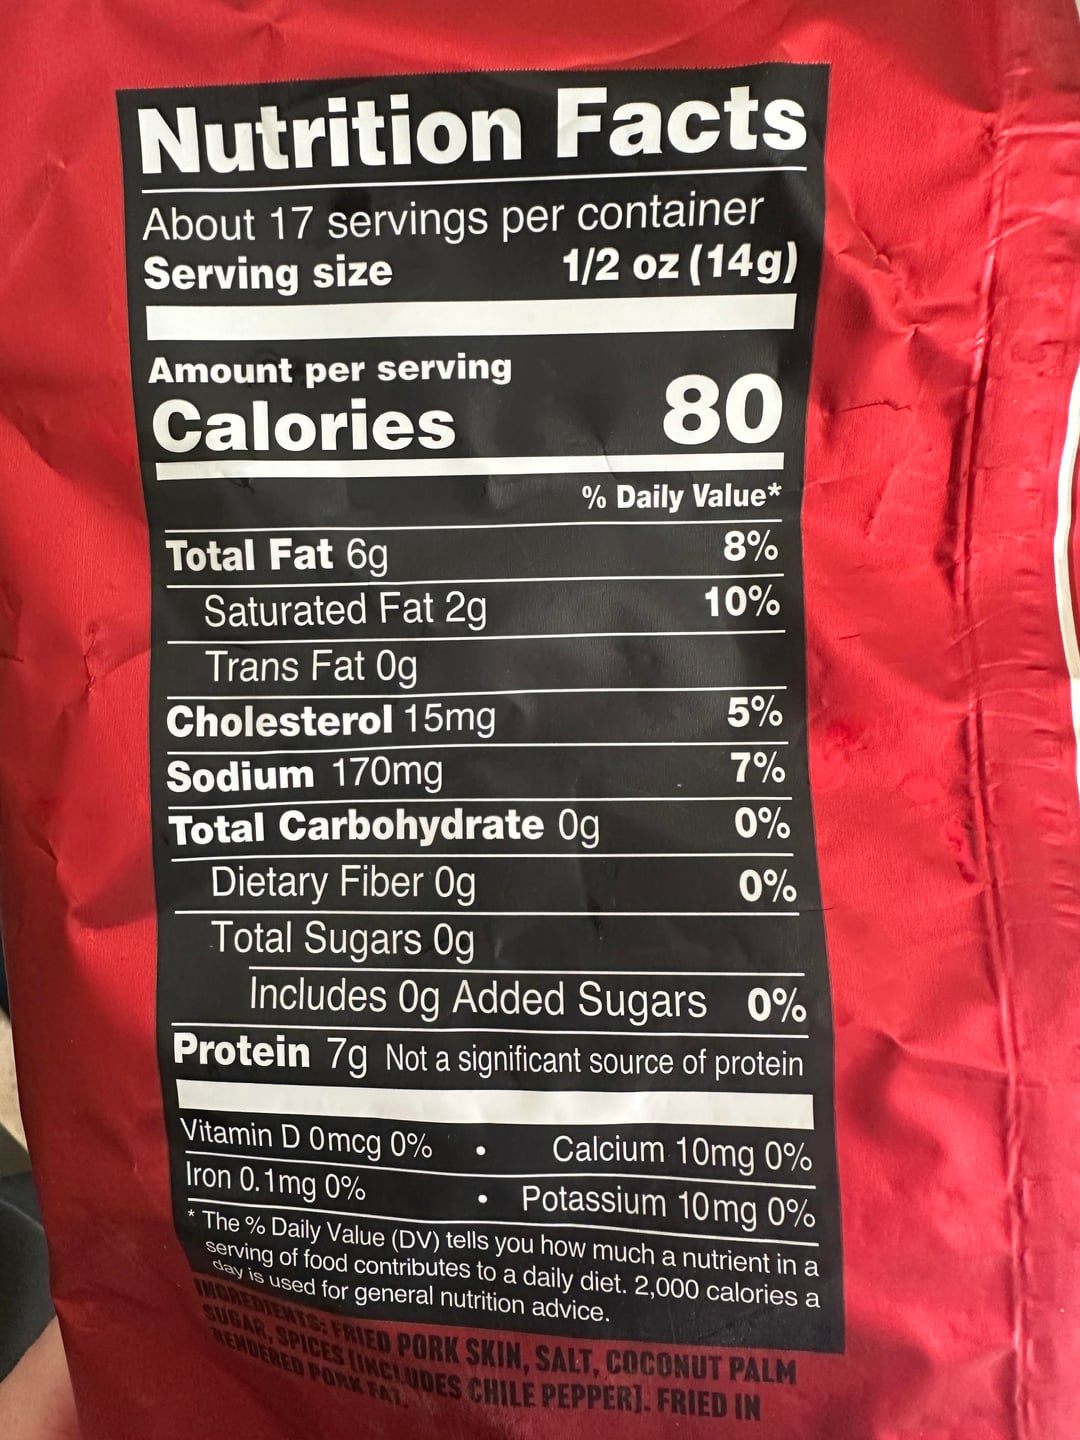 Nutrition Facts
About 17 servings per container
Serving size 1/2 oz (14g)
Amount per serving
Calories 80
% Daily Value*
Total Fat 6g 8%
Saturated Fat 2g 10%
Trans Fat 0g
Cholesterol 15mg 5%
Sodium 170mg 7%
Total Carbohydrate 0g 0%
Dietary Fiber 0g 0%
Total Sugars 0g
Includes 0g Added Sugars 0%
Protein 7g Not a significant source of protein
Vitamin D 0mcg 0% • Calcium 10mg 0%
Iron 0.1mg 0% • Potassium 10mg 0%
* The % Daily Value (DV) tells you how much a nutrient in a
serving of food contributes to a daily diet. 2,000 calories a
day is used for general nutrition advice.
INGREDIENTS: FRIED PORK SKIN, SALT, COCONUT PALM
SUGAR, SPICES [INCLUDES CHILE PEPPER]. FRIED IN
RENDERED PORK FAT.